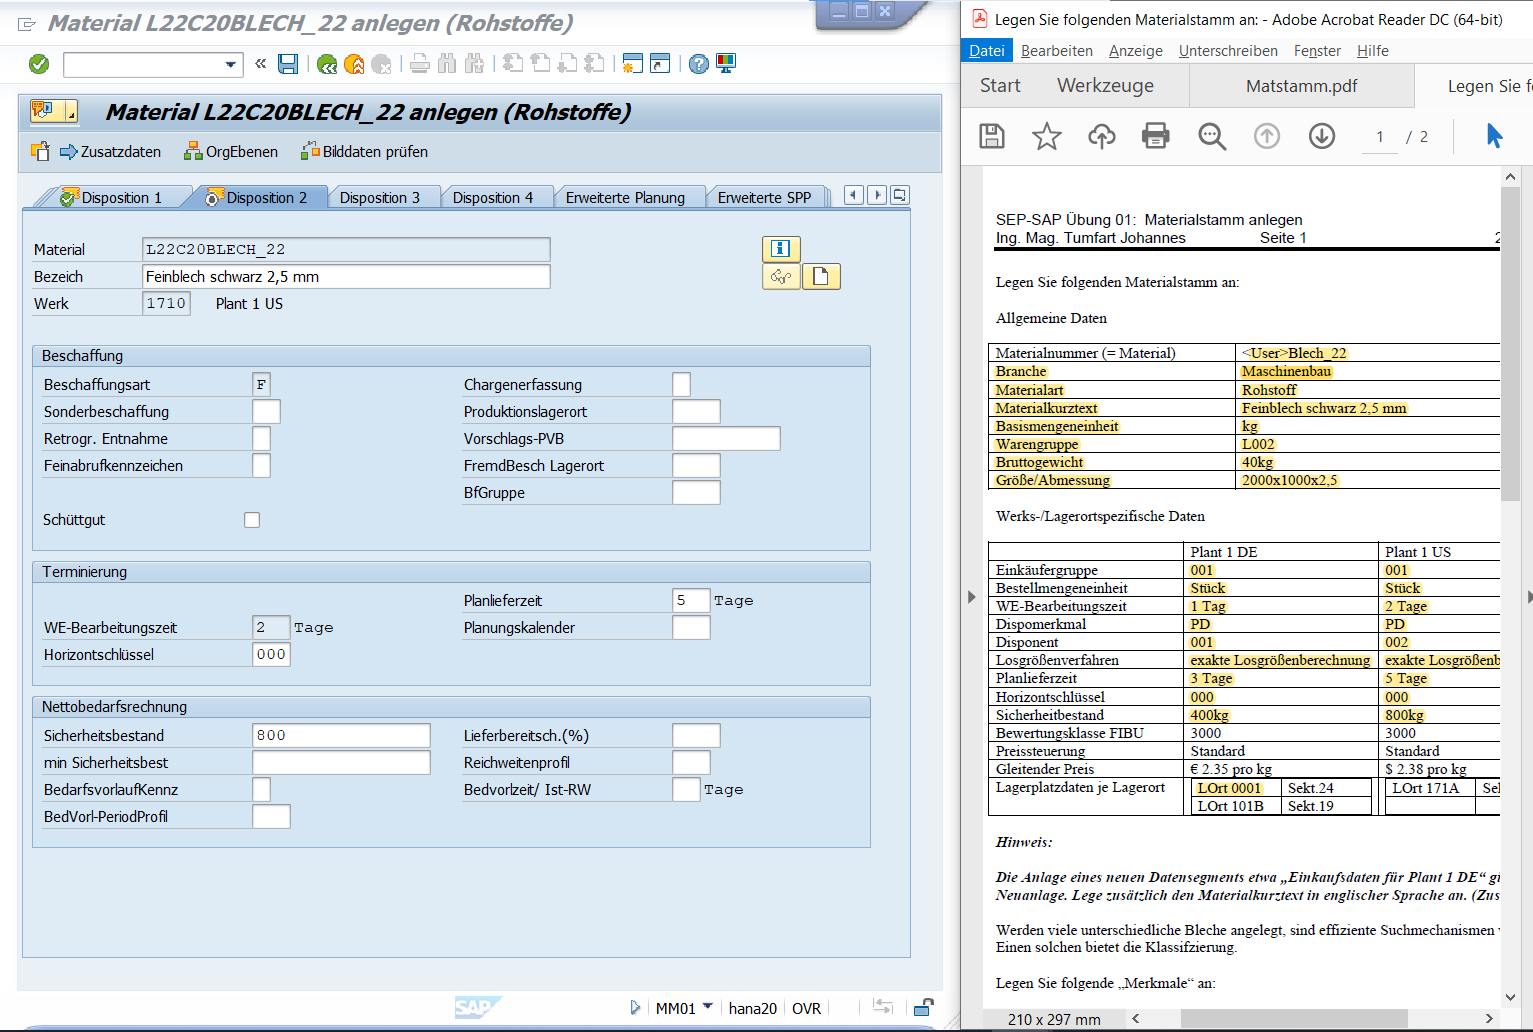 Material L22C20BLECH_22 anlegen (Rohstoffe)
Material L22C20BLECH_22 anlegen (Rohstoffe)
Zusatzdaten OrgEbenen Bilddaten prüfen
Disposition 1 Disposition 2 Disposition 3 Disposition 4 Erweiterte Planung Erweiterte SPP
Material L22C20BLECH_22
Bezeich Feinblech schwarz 2,5 mm
Werk 1710 Plant 1 US
Beschaffung
Beschaffungsart F Chargenerfassung
Sonderbeschaffung Produktionslagerort
Retrogr. Entnahme Vorschlags-PVB
Feinabrufkennzeichen FremdBesch Lagerort
BfGruppe
Schüttgut
Terminierung
Planlieferzeit 5 Tage
WE-Bearbeitungszeit 2 Tage Planungskalender
Horizontschlüssel 000
Nettobedarfsrechnung
Sicherheitsbestand 800 Lieferbereitsch.(%)
min Sicherheitsbest Reichweitenprofil
BedarfsvorlaufKennz Bedvorlzeit/ Ist-RW Tage
BedVorl-PeriodProfil
SAP MM01 hana20 OVR
Legen Sie folgenden Materialstamm an: - Adobe Acrobat Reader DC (64-bit)
Datei Bearbeiten Anzeige Unterschreiben Fenster Hilfe
Start Werkzeuge Matstamm.pdf Legen Sie fo
1 / 2
SEP-SAP Übung 01: Materialstamm anlegen
Ing. Mag. Tumfart Johannes Seite 1 2
Legen Sie folgenden Materialstamm an:
Allgemeine Daten
Materialnummer (= Material) <User>Blech_22
Branche Maschinenbau
Materialart Rohstoff
Materialkurztext Feinblech schwarz 2,5 mm
Basismengeneinheit kg
Warengruppe L002
Bruttogewicht 40kg
Größe/Abmessung 2000x1000x2,5
Werks-/Lagerortspezifische Daten
Plant 1 DE Plant 1 US
Einkäufergruppe 001 001
Bestellmengeneinheit Stück Stück
WE-Bearbeitungszeit 1 Tag 2 Tage
Dispomerkmal PD PD
Disponent 001 002
Losgrößenverfahren exakte Losgrößenberechnung exakte Losgrößenb
Planlieferzeit 3 Tage 5 Tage
Horizontschlüssel 000 000
Sicherheitbestand 400kg 800kg
Bewertungsklasse FIBU 3000 3000
Preissteuerung Standard Standard
Gleitender Preis € 2.35 pro kg $ 2.38 pro kg
Lagerplatzdaten je Lagerort LOrt 0001 Sekt.24 LOrt 171A Sel
LOrt 101B Sekt.19
Hinweis:
Die Anlage eines neuen Datensegments etwa „Einkaufsdaten für Plant 1 DE“ gi
Neuanlage. Lege zusätzlich den Materialkurztext in englischer Sprache an. (Zus
Werden viele unterschiedliche Bleche angelegt, sind effiziente Suchmechanismen
Einen solchen bietet die Klassifzierung.
Legen Sie folgende „Merkmale“ an:
210 x 297 mm